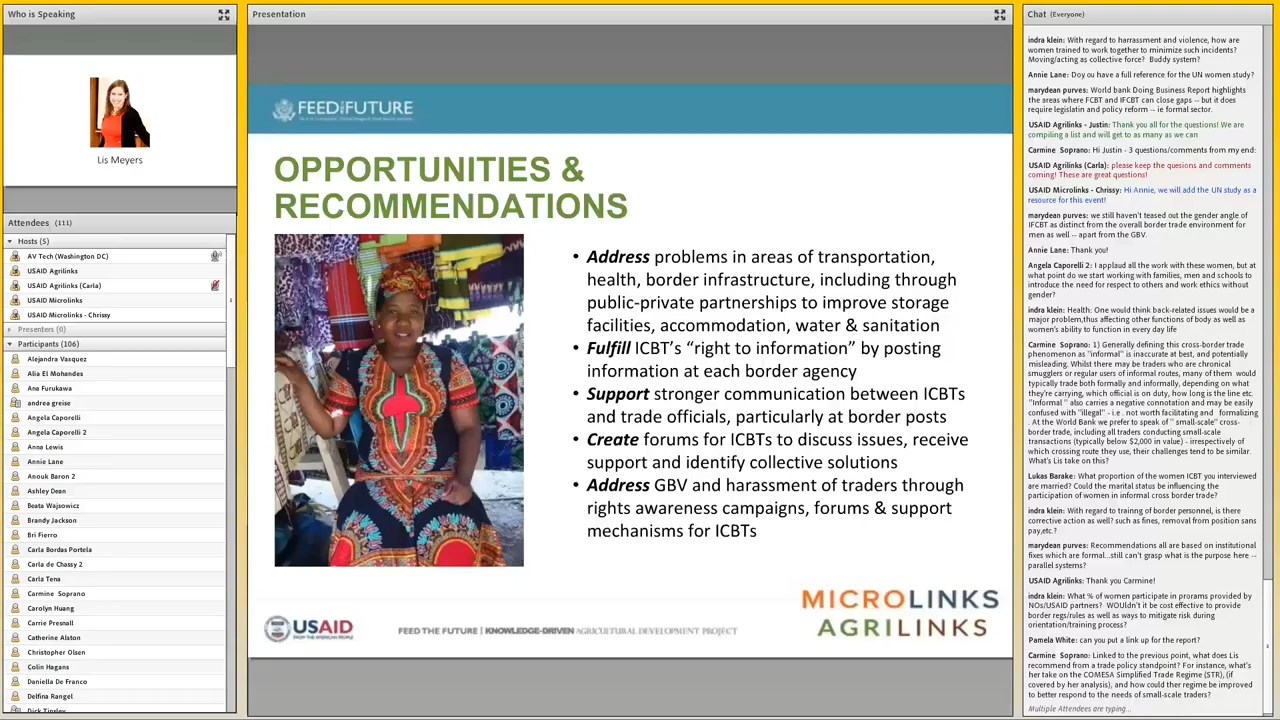 Who is Speaking
Lis Meyers
Attendees (111)
Hosts (5)
AV Tech (Washington DC)
USAID Agrilinks
USAID Agrilinks (Carla)
USAID Microlinks
USAID Microlinks - Chrissy
Presenters (0)
Participants (106)
Alejandra Vasquez
Alia El Mohandes
Ana Furukawa
andrea greise
Angela Caporelli
Angela Caporelli 2
Anna Lewis
Annie Lane
Anouk Baron 2
Ashley Dean
Beata Wajsowicz
Brandy Jackson
Bri Fierro
Carla Bordas Portela
Carla de Chassy 2
Carla Tena
Carmine Soprano
Carolyn Huang
Carrie Presnall
Catherine Alston
Christopher Olsen
Colin Hagans
Daniella De Franco
Delfina Rangel
Dick Tinsley
Presentation
FEED THE FUTURE
OPPORTUNITIES &
RECOMMENDATIONS
• Address problems in areas of transportation,
health, border infrastructure, including through
public-private partnerships to improve storage
facilities, accommodation, water & sanitation
• Fulfill ICBT’s “right to information” by posting
information at each border agency
• Support stronger communication between ICBTs
and trade officials, particularly at border posts
• Create forums for ICBTs to discuss issues, receive
support and identify collective solutions
• Address GBV and harassment of traders through
rights awareness campaigns, forums & support
mechanisms for ICBTs
USAID
FROM THE AMERICAN PEOPLE
FEED THE FUTURE | KNOWLEDGE-DRIVEN AGRICULTURAL DEVELOPMENT PROJECT
MICROLINKS
AGRILINKS
Chat (Everyone)
indra klein: With regard to harrassment and violence, how are
women trained to work together to minimize such incidents?
Moving/acting as collective force? Buddy system?
Annie Lane: Doy ou have a full reference for the UN women study?
marydean purves: World bank Doing Business Report highlights
the areas where FCBT and IFCBT can close gaps -- but it does
require legislatin and policy reform -- ie formal sector.
USAID Agrilinks - Justin: Thank you all for the questions! We are
compiling a list and will get to as many as we can
Carmine Soprano: Hi Justin - 3 questions/comments from my end:
USAID Agrilinks (Carla): please keep the quesions and comments
coming! These are great questions!
USAID Microlinks - Chrissy: Hi Annie, we will add the UN study as a
resource for this event!
marydean purves: we still haven't teased out the gender angle of
IFCBT as distinct from the overall border trade environment for
men as well -- apart from the GBV.
Annie Lane: Thank you!
Angela Caporelli 2: I applaud all the work with these women, but at
what point do we start working with families, men and schools to
introduce the need for respect to others and work ethics without
gender?
indra klein: Health: One would think back-related issues would be a
major problem,thus affecting other functions of body as well as
women's ability to function in every day life
Carmine Soprano: 1) Generally defining this cross-border trade
phenomenon as "informal" is inaccurate at best, and potentially
misleading. Whilst there may be traders who are chronical
smugglers or regular users of informal routes, many of them would
typically trade both formally and informally, depending on what
they're carrying, which official is on duty, how long is the line etc.
"Informal" also carries a negative connotation and may be easily
confused with "illegal" - i.e . not worth facilitating and formalizing
. At the World Bank we prefer to speak of " small-scale" cross-
border trade, including all traders conducting small-scale
transactions (typically below $2,000 in value) - irrespectively of
which crossing route they use, their challenges tend to be similar.
What's Lis take on this?
Lukas Barake: What proportion of the women ICBT you interviewed
are married? Could the marital status be influencing the
participation of women in informal cross border trade?
indra klein: With regard to training of border personnel, is there
corrective action as well? such as fines, removal from position sans
pay,etc.?
marydean purves: Recommendations all are based on institutional
fixes which are formal...still can't grasp what is the purpose here --
parallel systems?
USAID Agrilinks: Thank you Carmine!
indra klein: What % of women participate in prorams provided by
NOs/USAID partners? WOUldn't it be cost effective to provide
border regs/rules as well as ways to mitigate risk during
orientation/training process?
Pamela White: can you put a link up for the report?
Carmine Soprano: Linked to the previous point, what does Lis
recommend from a trade policy standpoint? For instance, what's
her take on the COMESA Simplified Trade Regime (STR), (if
covered by her analysis), and how could ther regime be improved
to better respond to the needs of small-scale traders?
Multiple Attendees are typing...